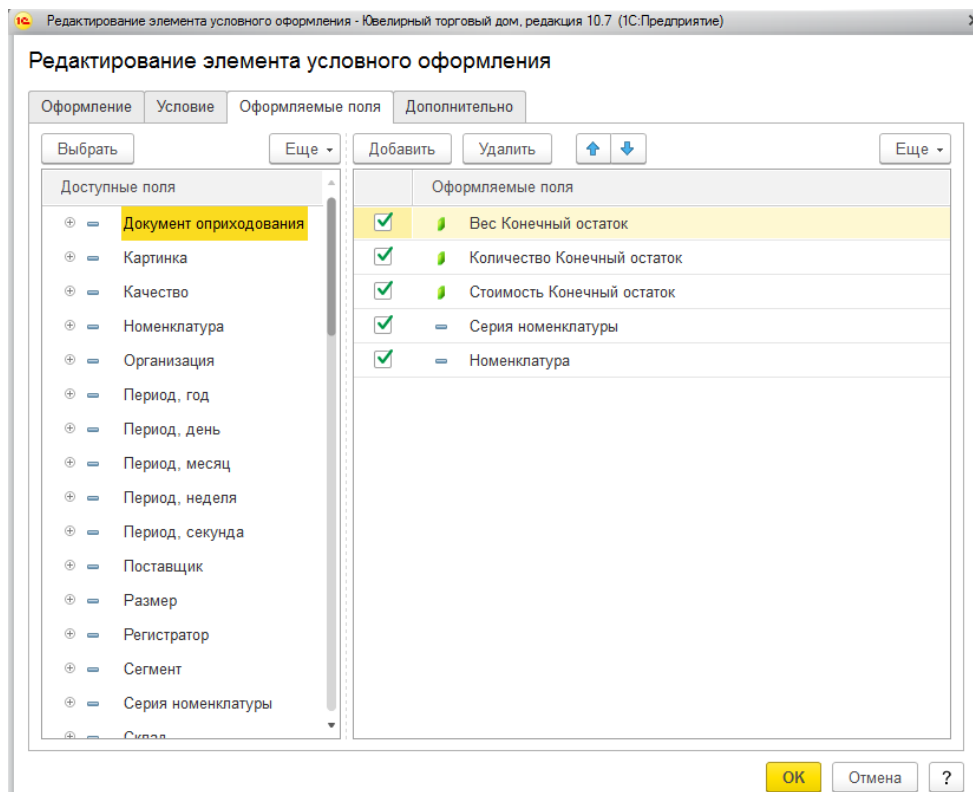 1С Редактирование элемента условного оформления - Ювелирный торговый дом, редакция 10.7 (1С:Предприятие)
Редактирование элемента условного оформления
Оформление Условие Оформляемые поля Дополнительно
Выбрать Еще Добавить Удалить Еще
Доступные поля Оформляемые поля
Документ оприходования Вес Конечный остаток
Картинка Количество Конечный остаток
Качество Стоимость Конечный остаток
Номенклатура Серия номенклатуры
Организация Номенклатура
Период, год
Период, день
Период, месяц
Период, неделя
Период, секунда
Поставщик
Размер
Регистратор
Сегмент
Серия номенклатуры
Склад
OK Отмена ?